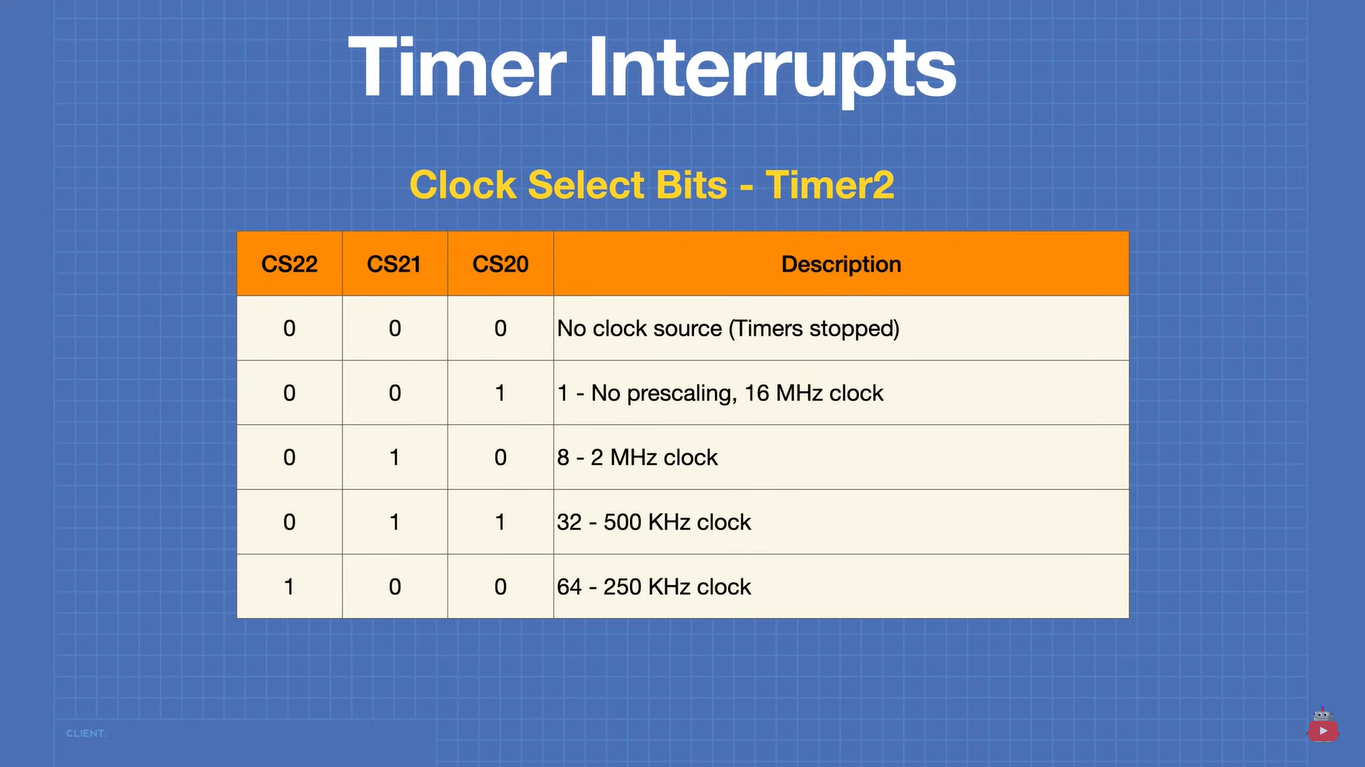 Timer Interrupts
Clock Select Bits - Timer2
CS22 CS21 CS20 Description
0 0 0 No clock source (Timers stopped)
0 0 1 1 - No prescaling, 16 MHz clock
0 1 0 8 - 2 MHz clock
0 1 1 32 - 500 KHz clock
1 0 0 64 - 250 KHz clock
CLIENT: